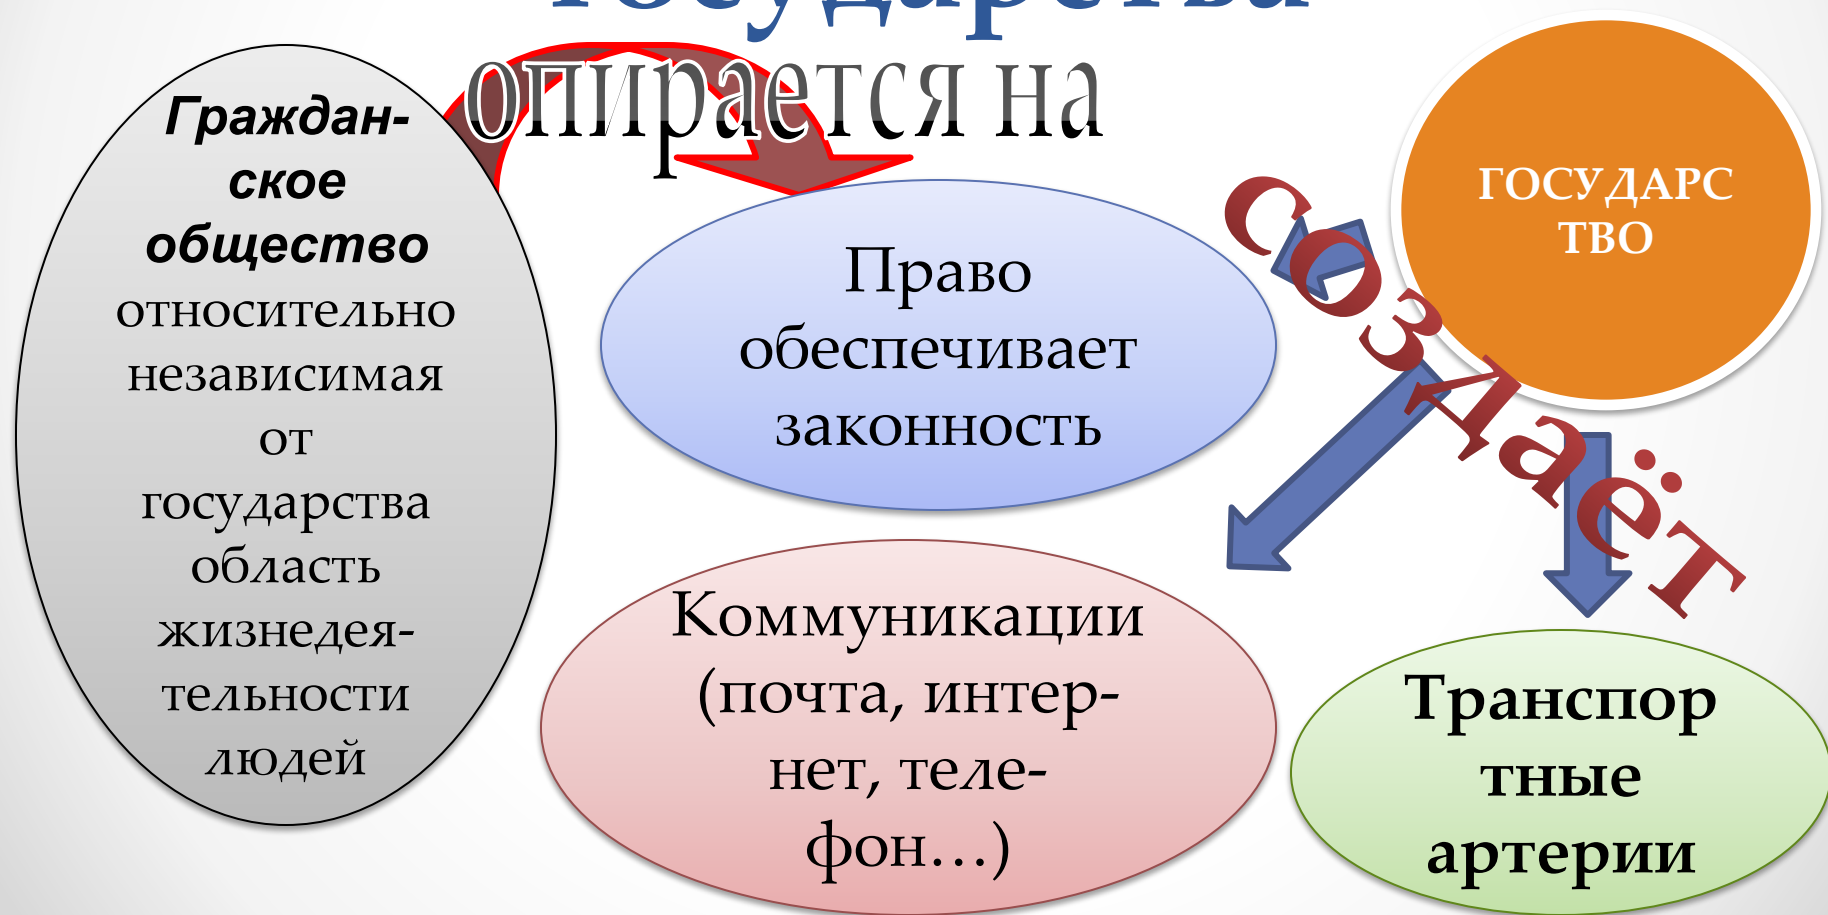 государства
опирается на
Граждан-
ское
общество
относительно
независимая
от
государства
область
жизнедея-
тельности
людей
Право
обеспечивает
законность
ГОСУДАРС
ТВО
создаёт
Коммуникации
(почта, интер-
нет, теле-
фон...)
Транспор
тные
артерии